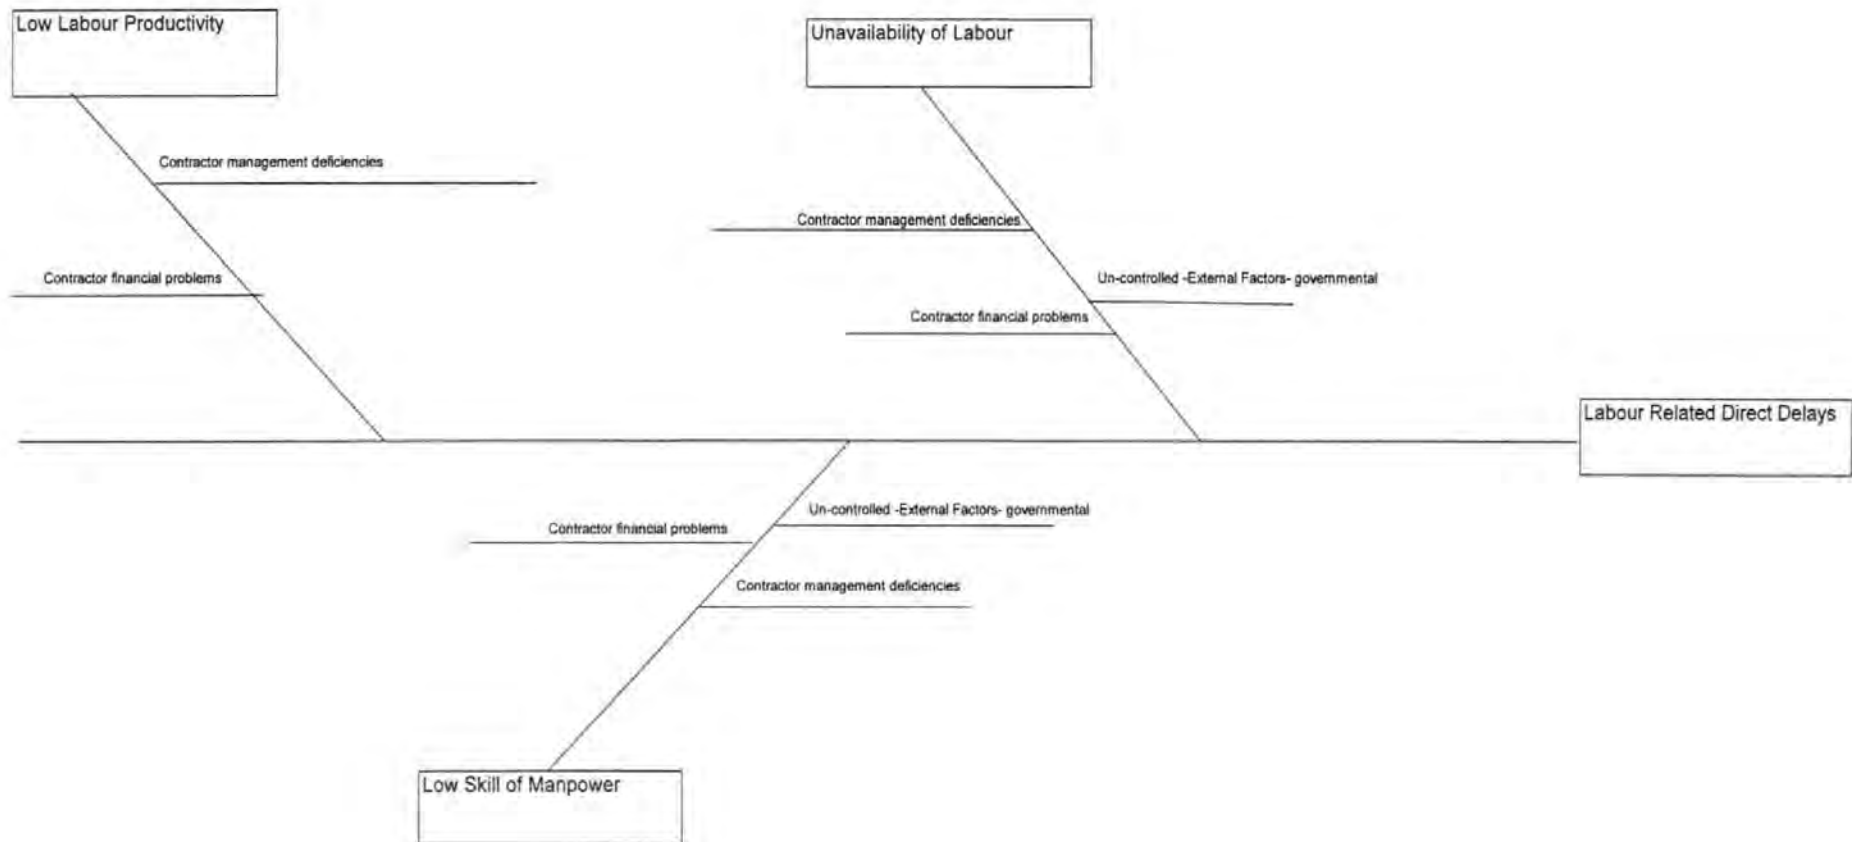 Low Labour Productivity
Unavailability of Labour
Contractor management deficiencies
Contractor management deficiencies
Contractor financial problems
Un-controlled -External Factors- governmental
Contractor financial problems
Labour Related Direct Delays
Un-controlled -External Factors- governmental
Contractor financial problems
Contractor management deficiencies
Low Skill of Manpower